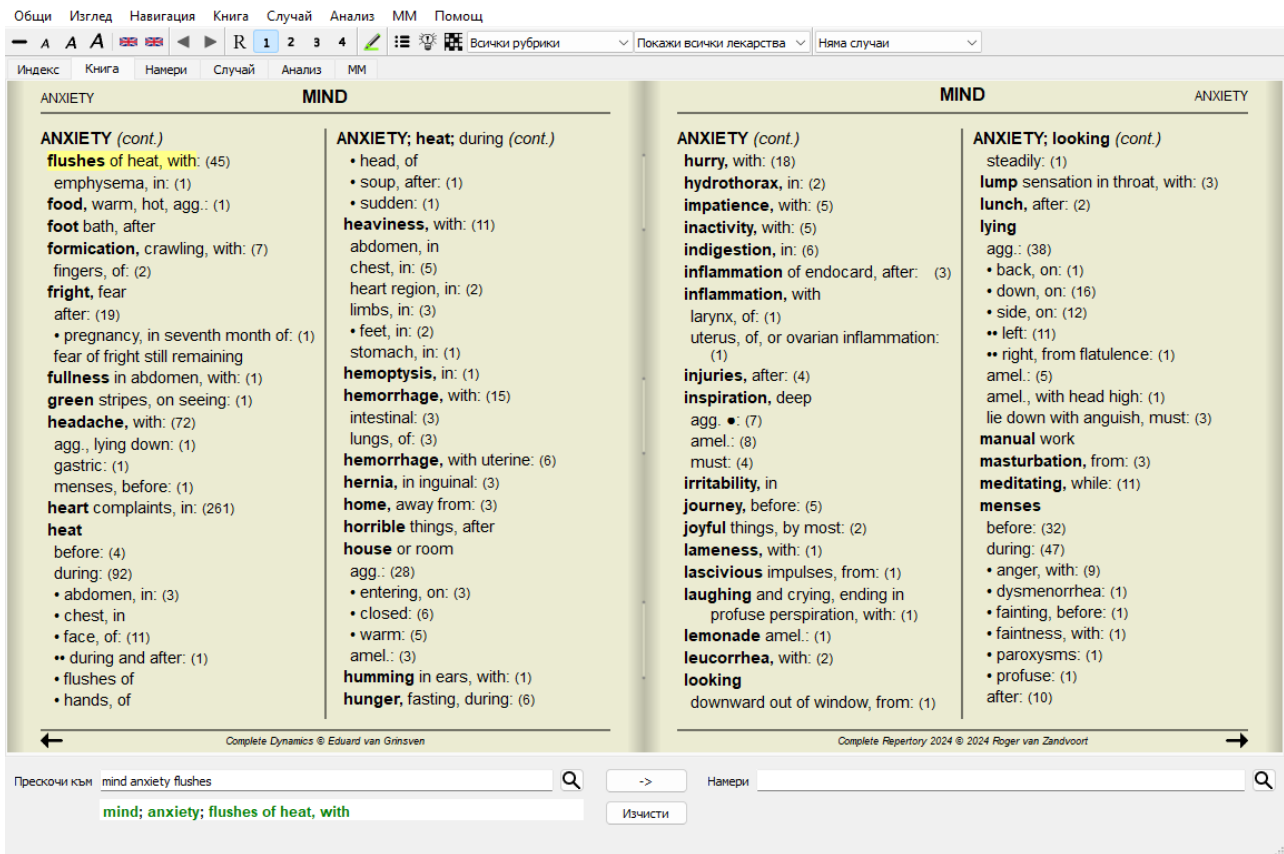 Общи Изглед Навигация Книга Случай Анализ ММ Помощ
A A A R 1 2 3 4 Всички рубрики Покажи всички лекарства Няма случаи
Индекс Книга Намери Случай Анализ ММ
ANXIETY MIND
ANXIETY (cont.)
flushes of heat, with: (45)
emphysema, in: (1)
food, warm, hot, agg.: (1)
foot bath, after
formication, crawling, with: (7)
fingers, of: (2)
fright, fear
after: (19)
• pregnancy, in seventh month of: (1)
fear of fright still remaining
fullness in abdomen, with: (1)
green stripes, on seeing: (1)
headache, with: (72)
agg., lying down: (1)
gastric: (1)
menses, before: (1)
heart complaints, in: (261)
heat
before: (4)
during: (92)
• abdomen, in: (3)
• chest, in
• face, of: (11)
•• during and after: (1)
• flushes of
• hands, of
ANXIETY; heat; during (cont.)
• head, of
• soup, after: (1)
• sudden: (1)
heaviness, with: (11)
abdomen, in
chest, in: (5)
heart region, in: (2)
limbs, in: (3)
• feet, in: (2)
stomach, in: (1)
hemoptysis, in: (1)
hemorrhage, with: (15)
intestinal: (3)
lungs, of: (3)
hemorrhage, with uterine: (6)
hernia, in inguinal: (3)
home, away from: (3)
horrible things, after
house or room
agg.: (28)
• entering, on: (3)
• closed: (6)
• warm: (5)
amel.: (3)
humming in ears, with: (1)
hunger, fasting, during: (6)
Complete Dynamics © Eduard van Grinsven
MIND ANXIETY
ANXIETY (cont.)
hurry, with: (18)
hydrothorax, in: (2)
impatience, with: (5)
inactivity, with: (5)
indigestion, in: (6)
inflammation of endocard, after: (3)
inflammation, with
larynx, of: (1)
uterus, of, or ovarian inflammation:
(1)
injuries, after: (4)
inspiration, deep
agg. ●: (7)
amel.: (8)
must: (4)
irritability, in
journey, before: (5)
joyful things, by most: (2)
lameness, with: (1)
lascivious impulses, from: (1)
laughing and crying, ending in
profuse perspiration, with: (1)
lemonade amel.: (1)
leucorrhea, with: (2)
looking
downward out of window, from: (1)
ANXIETY; looking (cont.)
steadily: (1)
lump sensation in throat, with: (3)
lunch, after: (2)
lying
agg.: (38)
• back, on: (1)
• down, on: (16)
• side, on: (12)
•• left: (11)
•• right, from flatulence: (1)
amel.: (5)
amel., with head high: (1)
lie down with anguish, must: (3)
manual work
masturbation, from: (3)
meditating, while: (11)
menses
before: (32)
during: (47)
• anger, with: (9)
• dysmenorrhea: (1)
• fainting, before: (1)
• faintness, with: (1)
• paroxysms: (1)
• profuse: (1)
after: (10)
Complete Repertory 2024 © 2024 Roger van Zandvoort
Прескочи към mind anxiety flushes -> Намери
mind; anxiety; flushes of heat, with Изчисти